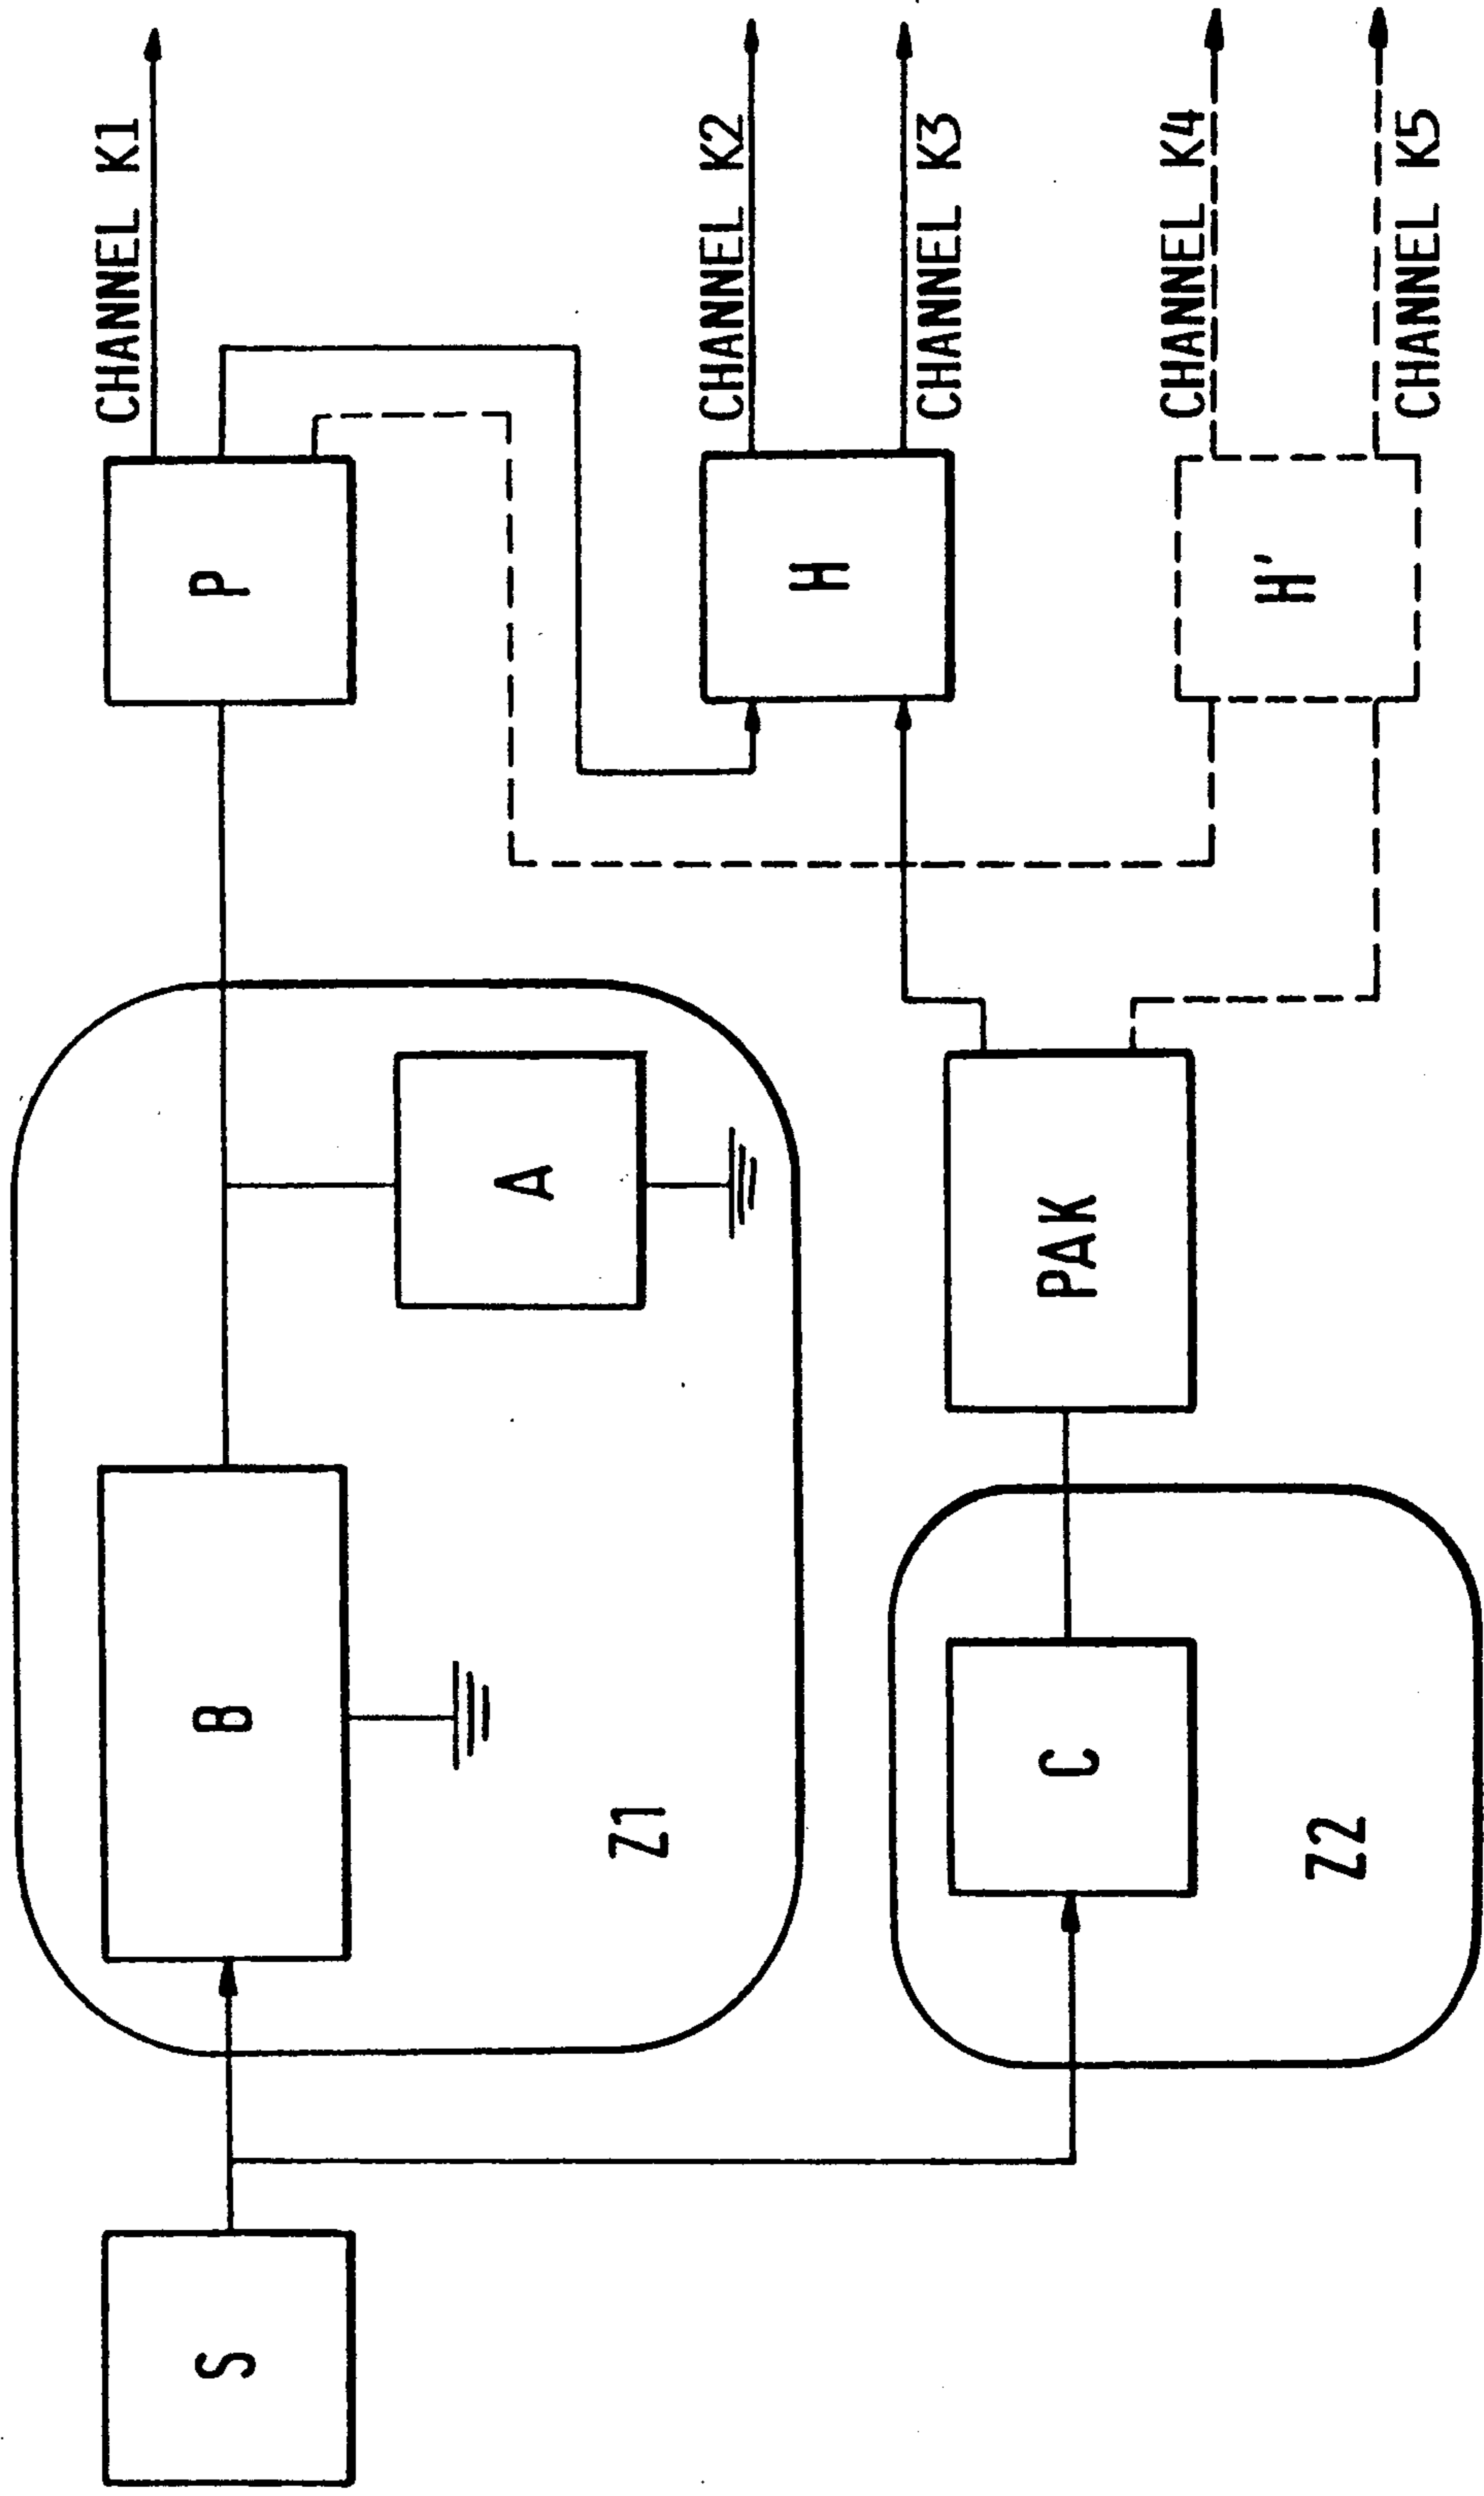 CHANNEL K1
P
CHANNEL K2
H
CHANNEL K3
CHANNEL K4
H'
CHANNEL K5
B
A
Z1
PAK
C
Z2
S